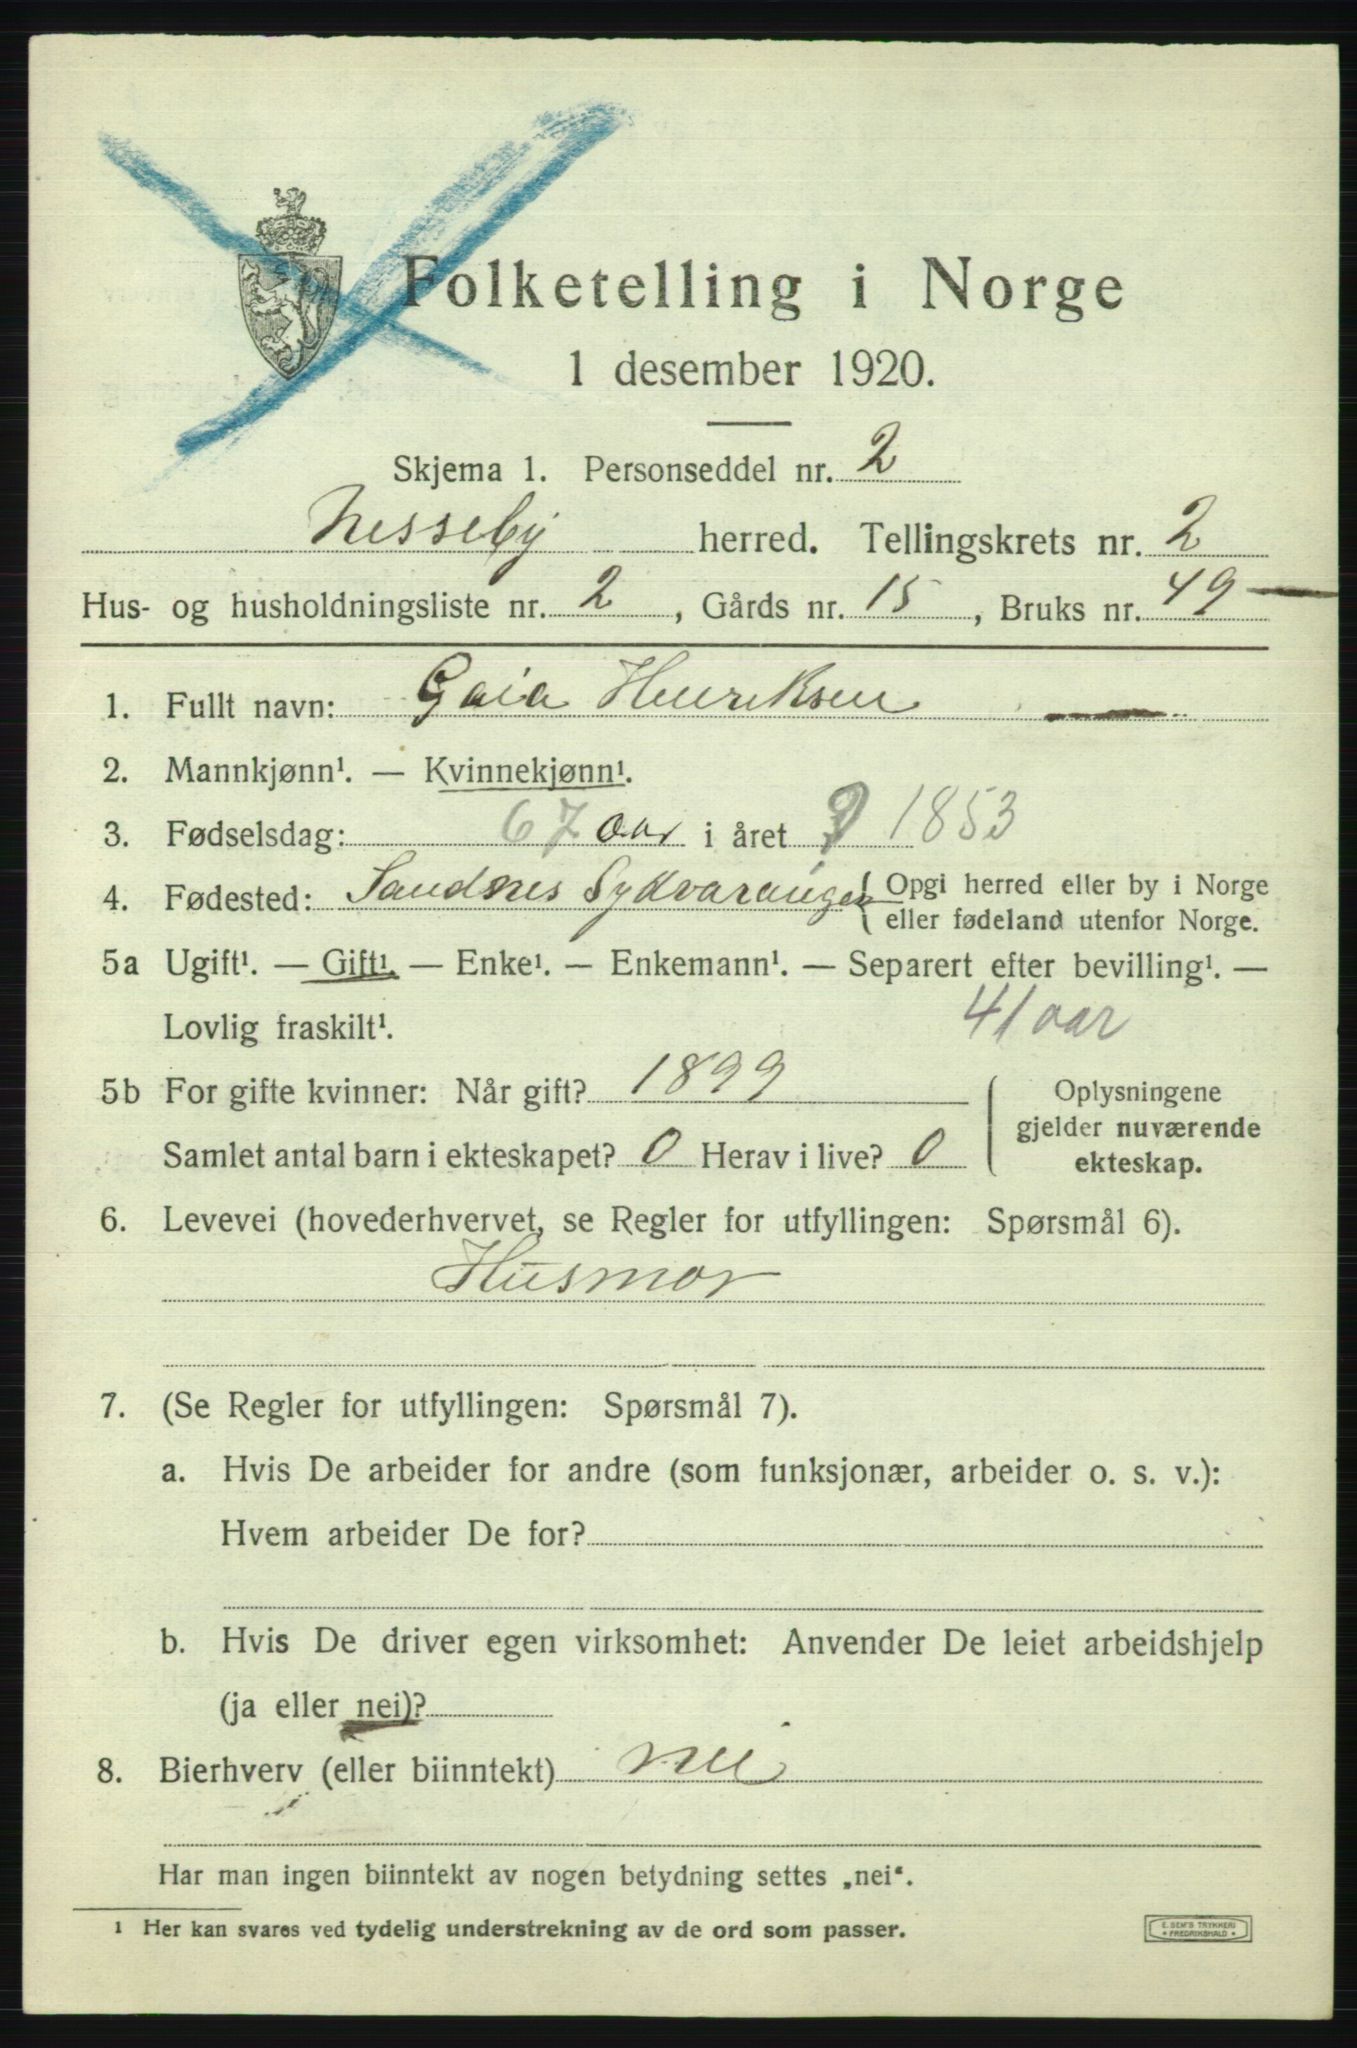 Folketelling i Norge
1 desember 1920.
Skjema 1. Personseddel nr. 2
Nesseby herred. Tellingskrets nr. 2
Hus- og husholdningsliste nr. 2, Gårds nr. 15, Bruks nr. 49
1. Fullt navn: Gaia Henriksen
2. Mannkjønn¹. — Kvinnekjønn¹.
3. Fødselsdag: 67 aar i året ? 1853
4. Fødested: Sandnes Sydvaranger { Opgi herred eller by i Norge
eller fødeland utenfor Norge.
5a Ugift¹. — Gift¹. — Enke¹. — Enkemann¹. — Separert efter bevilling¹. —
Lovlig fraskilt¹. 41 aar
5b For gifte kvinner: Når gift? 1899
Samlet antal barn i ekteskapet? 0 Herav i live? 0
Oplysningene
gjelder nuværende
ekteskap.
6. Levevei (hovederhvervet, se Regler for utfyllingen: Spørsmål 6).
Husmor
7. (Se Regler for utfyllingen: Spørsmål 7).
a. Hvis De arbeider for andre (som funksjonær, arbeider o. s. v.):
Hvem arbeider De for?
b. Hvis De driver egen virksomhet: Anvender De leiet arbeidshjelp
(ja eller nei)?
8. Bierhverv (eller biinntekt) nei
Har man ingen biinntekt av nogen betydning settes „nei“.
¹ Her kan svares ved tydelig understrekning av de ord som passer.
E. SEM'S TRYKKERI
* FREDRIKSHALD *